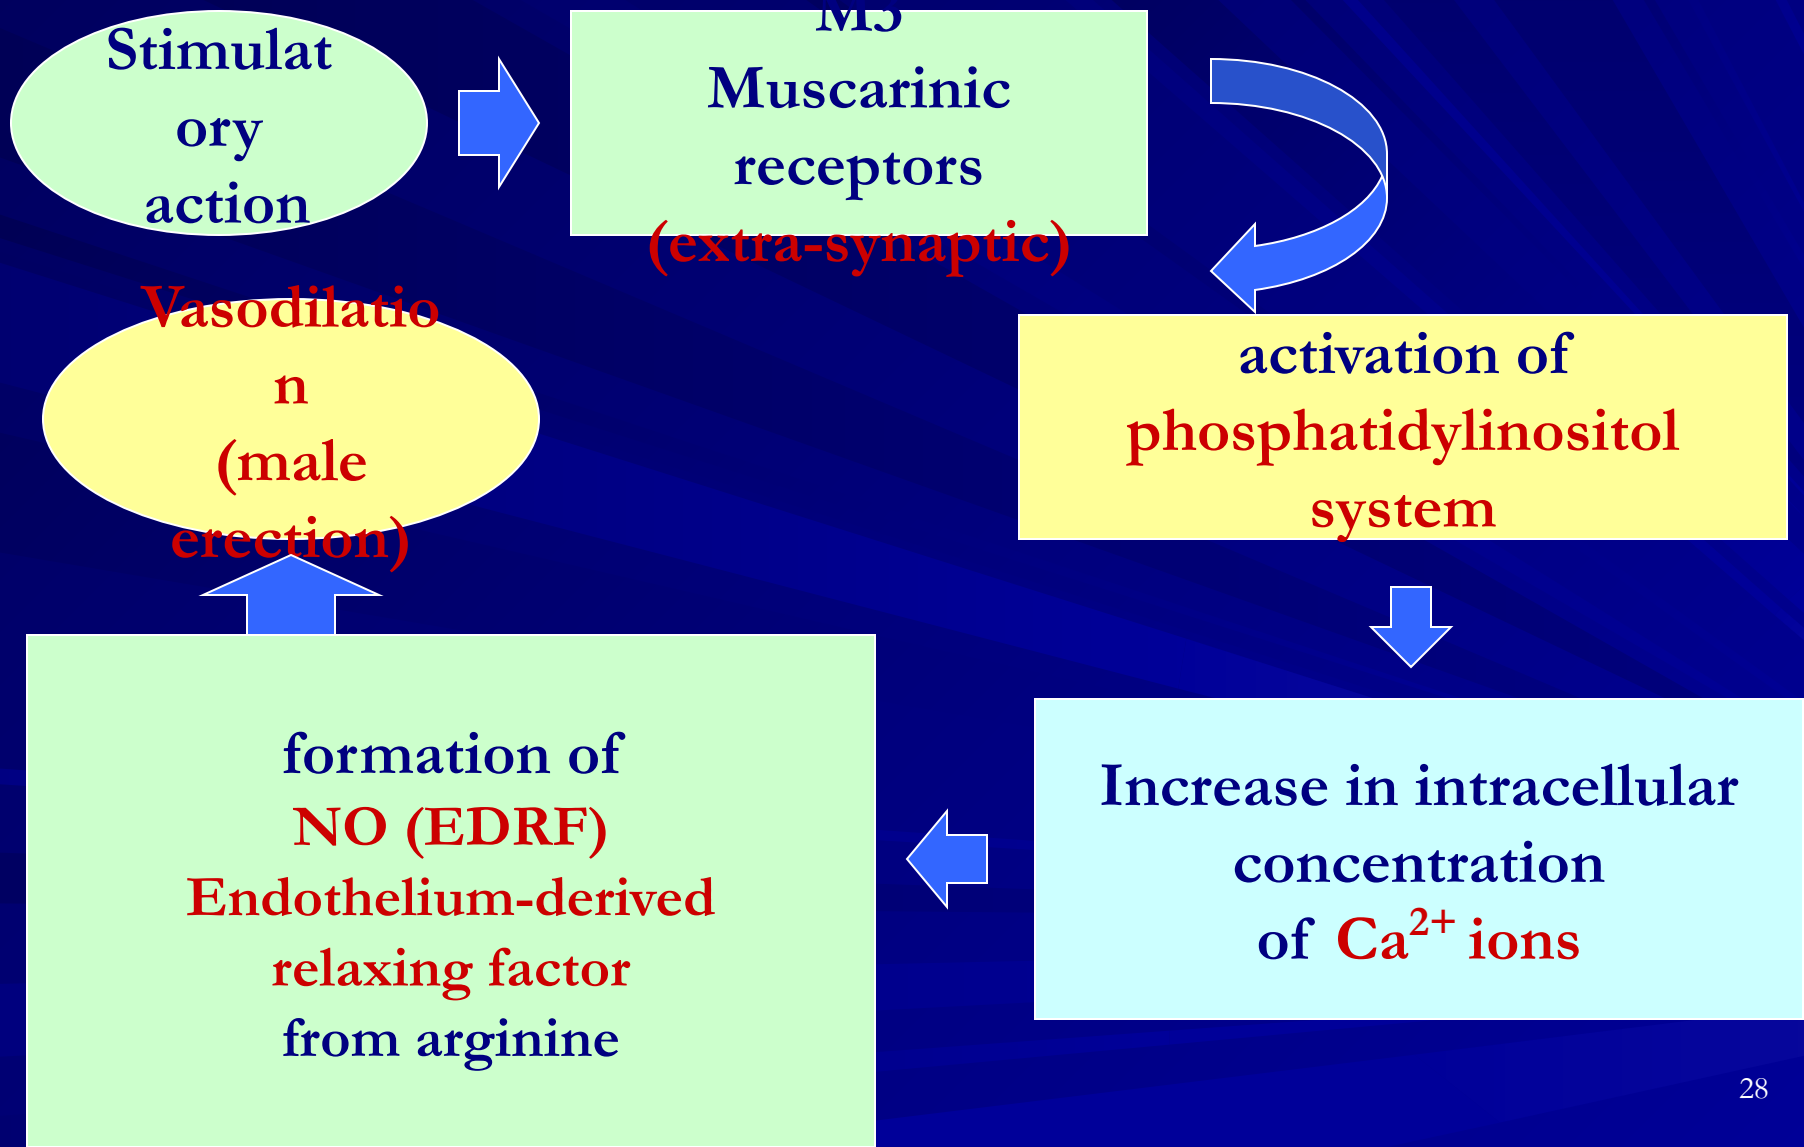 Stimulat
ory
action
Muscarinic
receptors
(extra-synaptic)
activation of
phosphatidylinositol
system
Increase in intracellular
concentration
of Ca²⁺ ions
formation of
NO (EDRF)
Endothelium-derived
relaxing factor
from arginine
Vasodilatio
n
(male
erection)
28